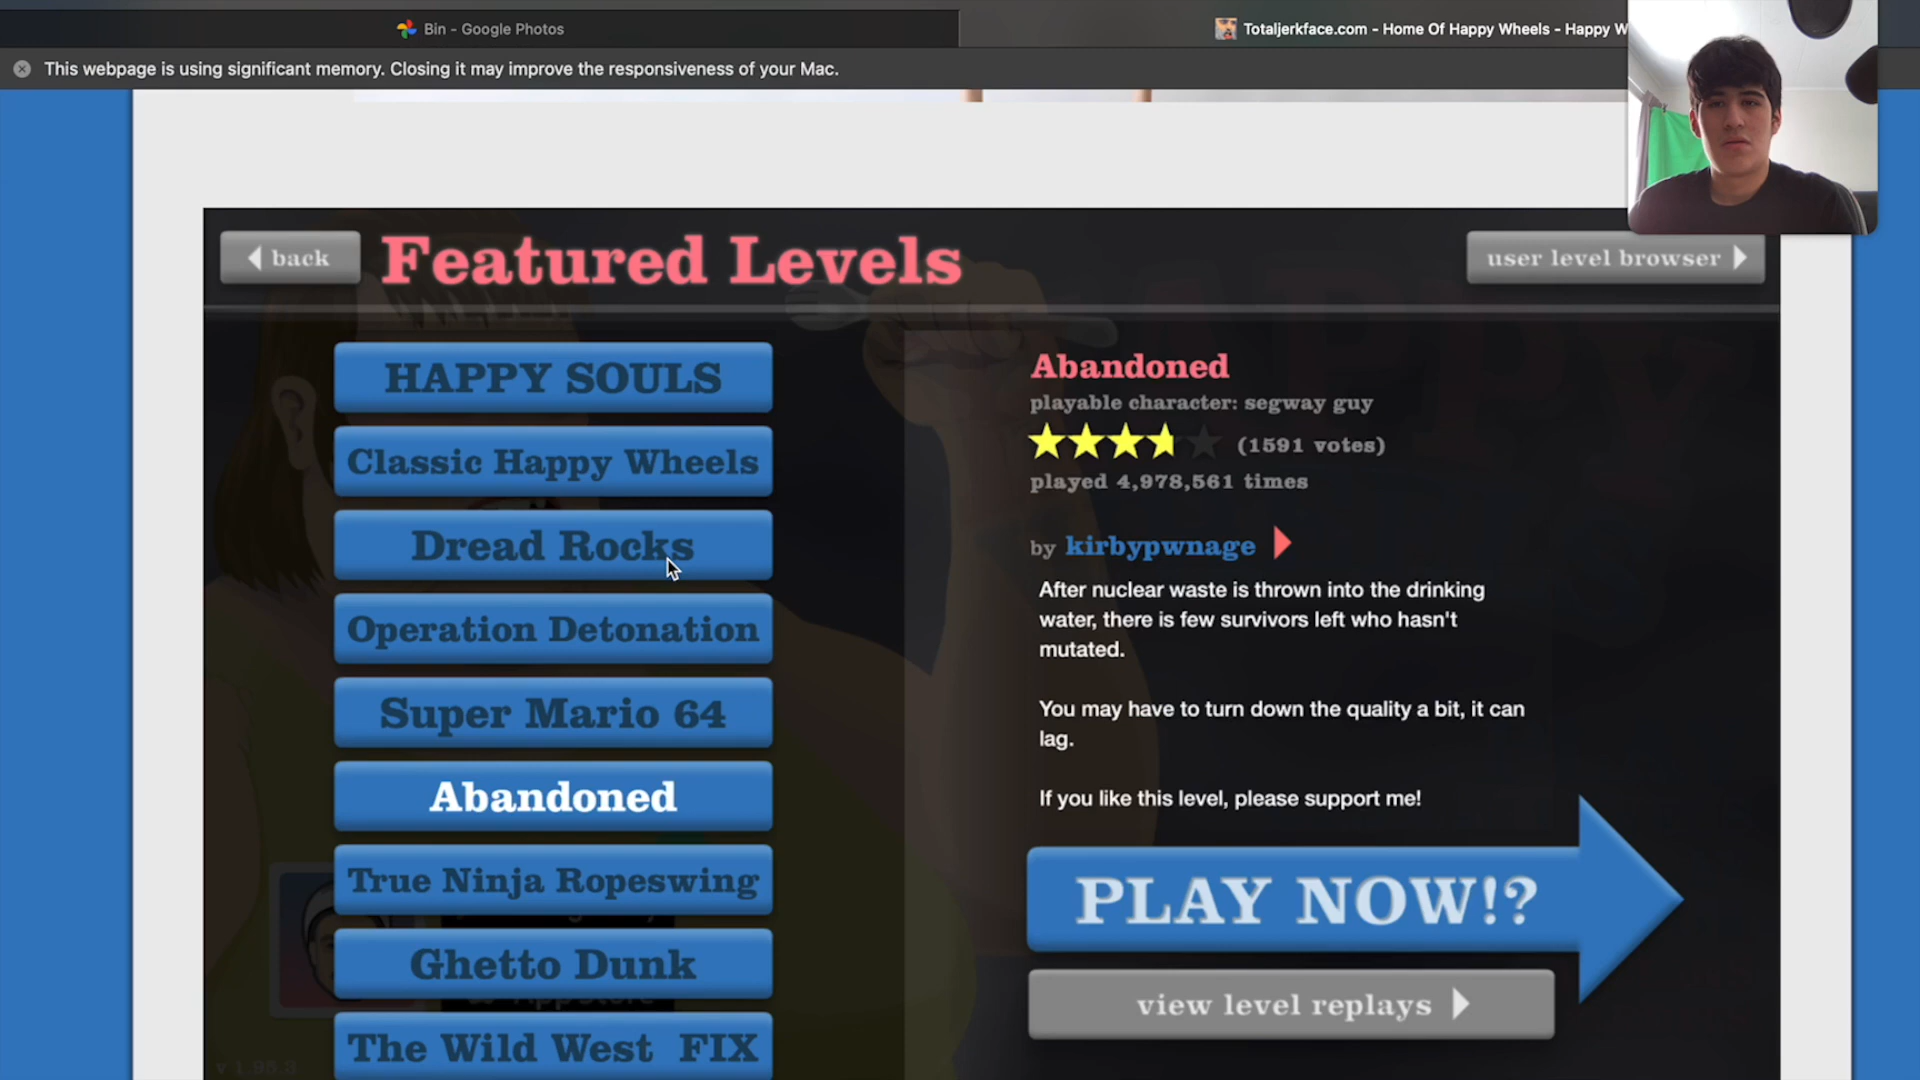 Bin - Google Photos
Totaljerkface.com - Home Of Happy Wheels - Happy W
This webpage is using significant memory. Closing it may improve the responsiveness of your Mac.
back
Featured Levels
user level browser
HAPPY SOULS
Classic Happy Wheels
Dread Rocks
Operation Detonation
Super Mario 64
Abandoned
True Ninja Ropeswing
Ghetto Dunk
The Wild West FIX
v 1.95.3
Abandoned
playable character: segway guy
(1591 votes)
played 4,978,561 times
by kirbypwnage
After nuclear waste is thrown into the drinking
water, there is few survivors left who hasn't
mutated.
You may have to turn down the quality a bit, it can
lag.
If you like this level, please support me!
PLAY NOW!?
view level replays